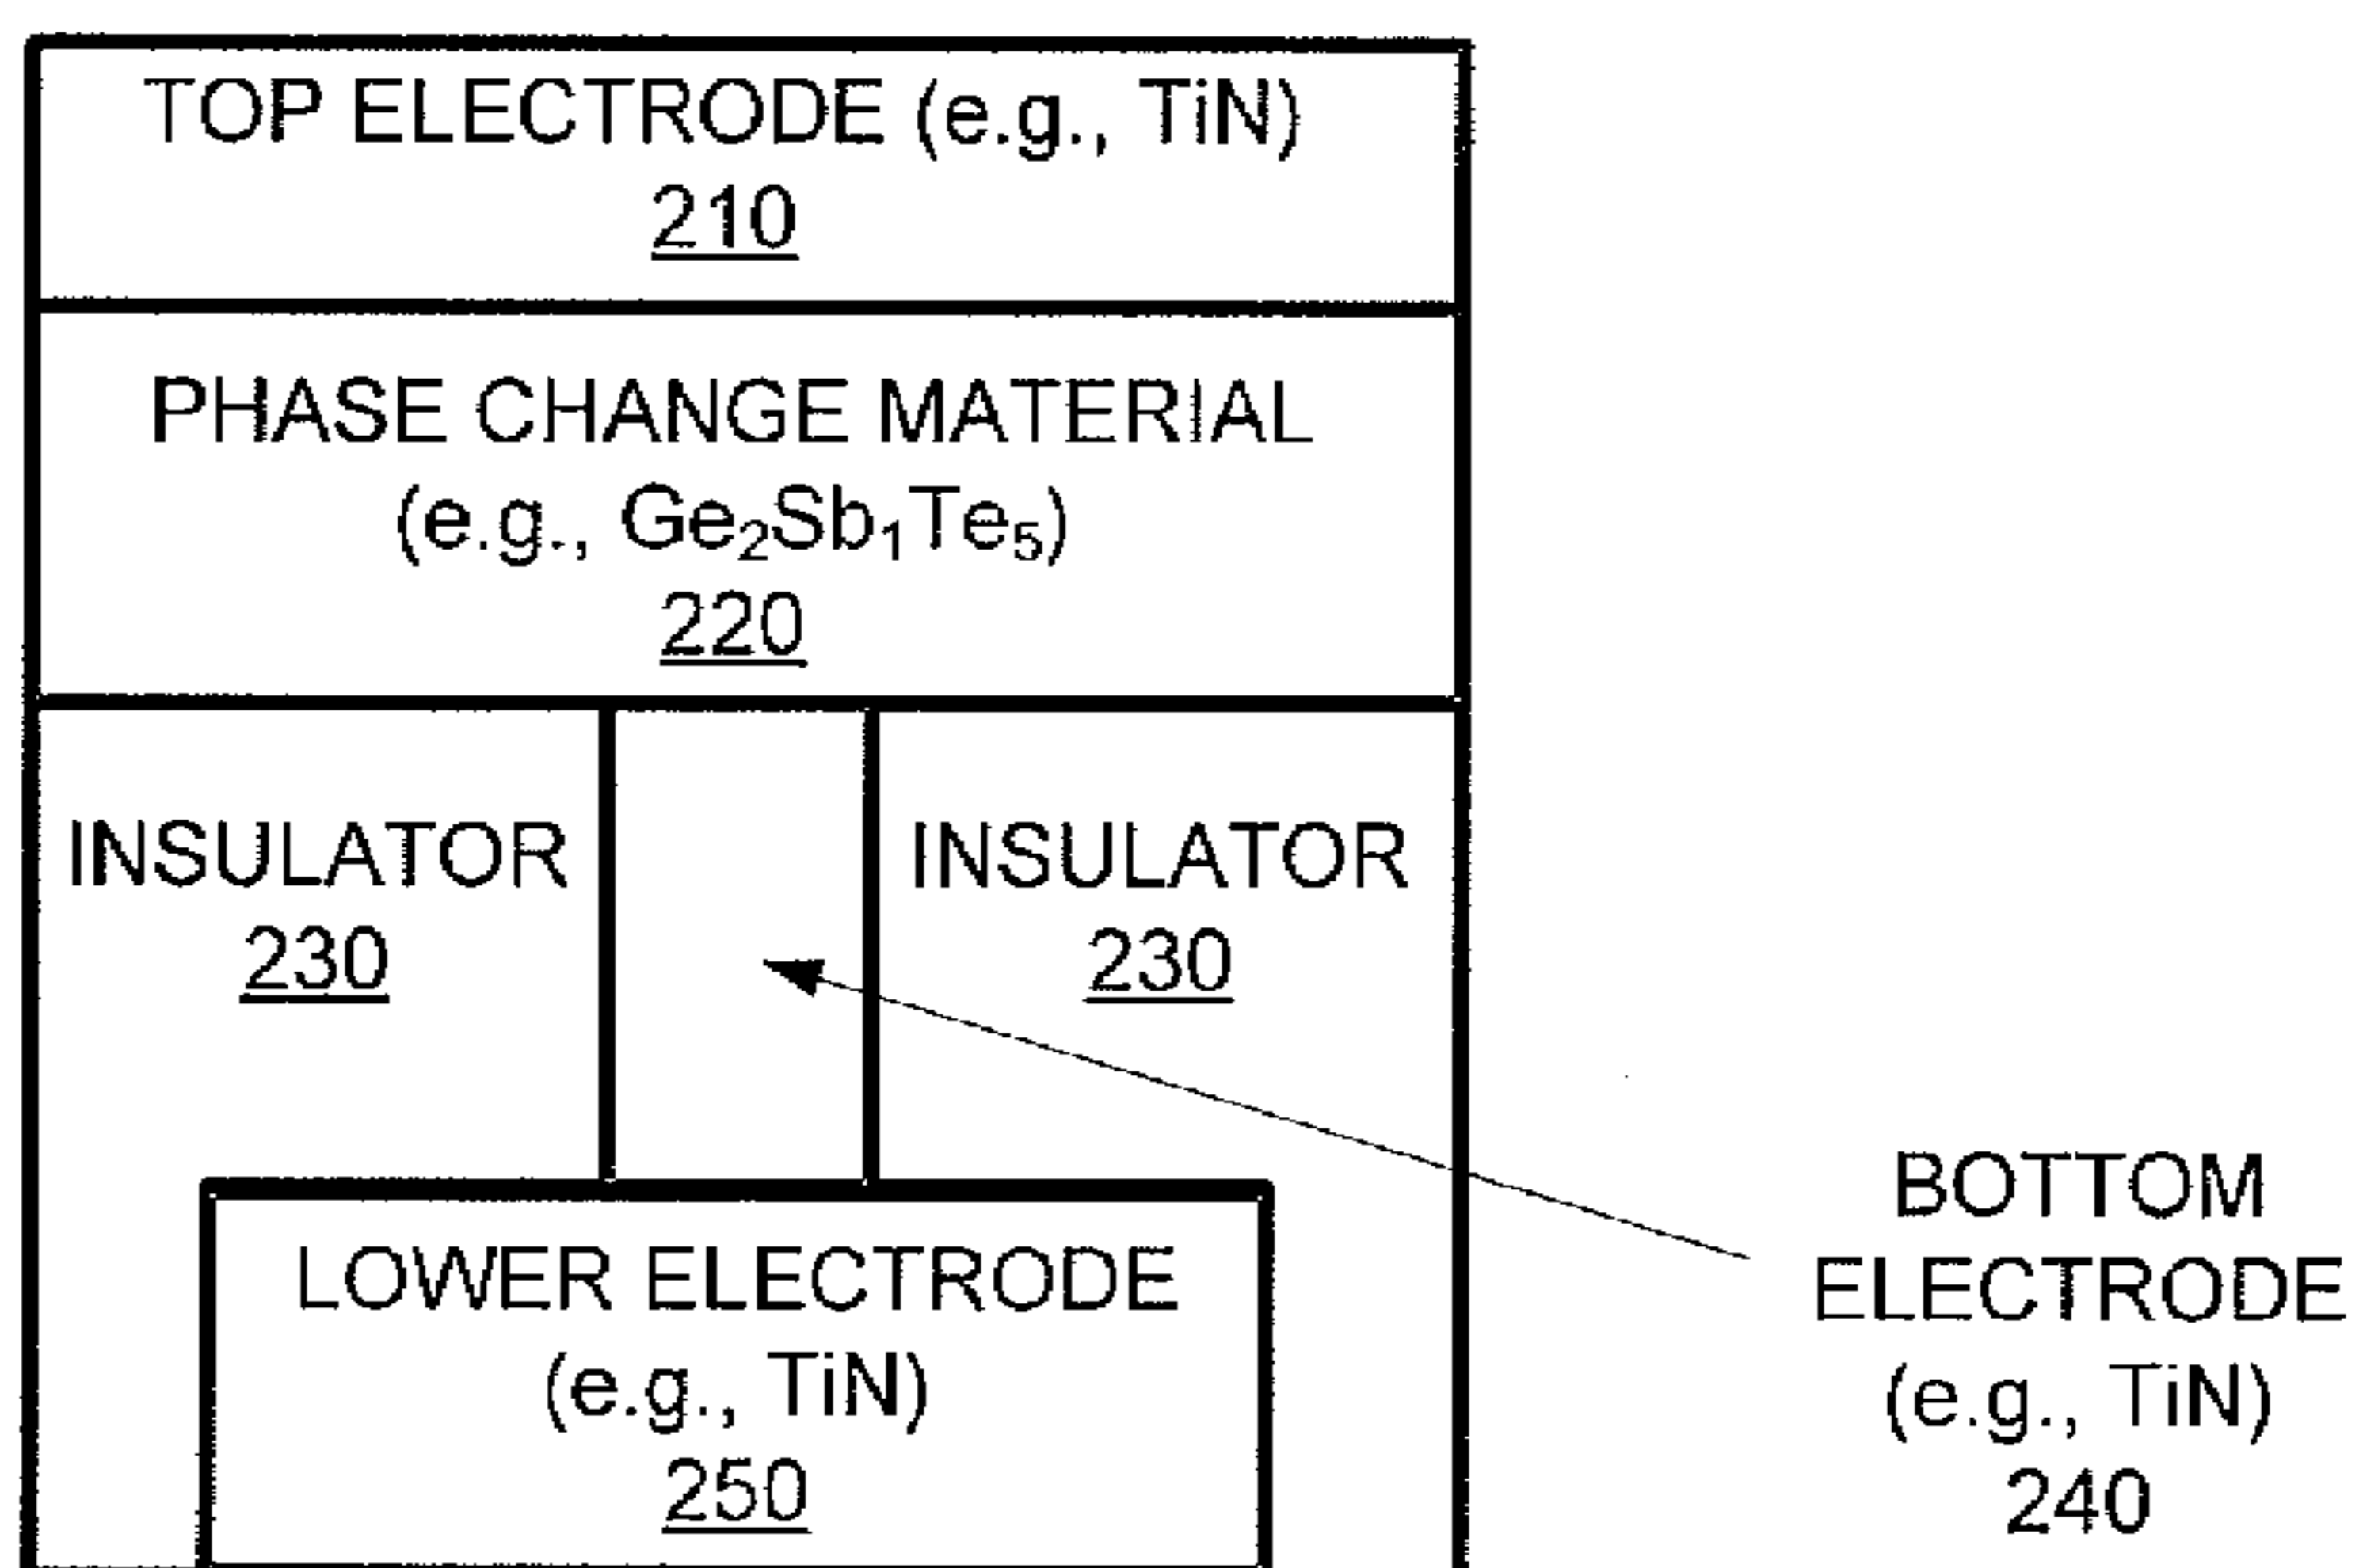 TOP ELECTRODE (e.g., TiN)
210
PHASE CHANGE MATERIAL
(e.g., Ge₂Sb₁Te₅)
220
INSULATOR
230
INSULATOR
230
LOWER ELECTRODE
(e.g., TiN)
250
BOTTOM
ELECTRODE
(e.g., TiN)
240